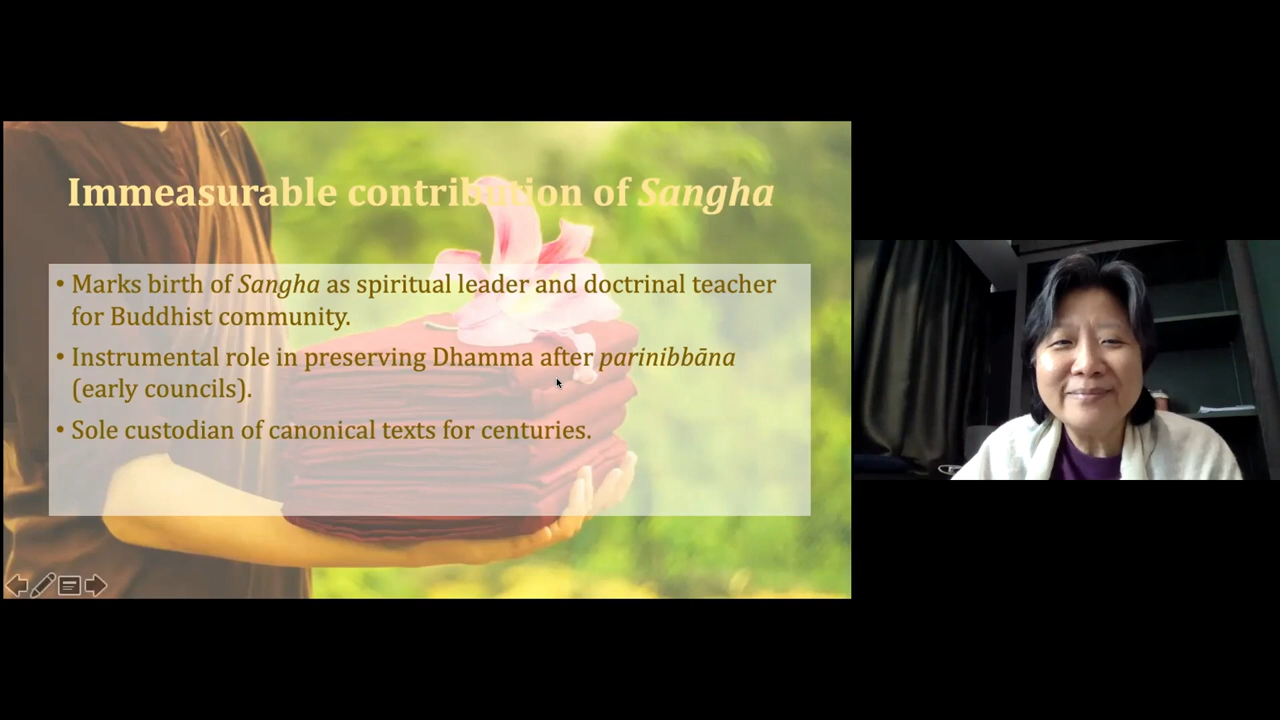 Immeasurable contribution of Sangha
• Marks birth of Sangha as spiritual leader and doctrinal teacher
for Buddhist community.
• Instrumental role in preserving Dhamma after parinibbāna
(early councils).
• Sole custodian of canonical texts for centuries.